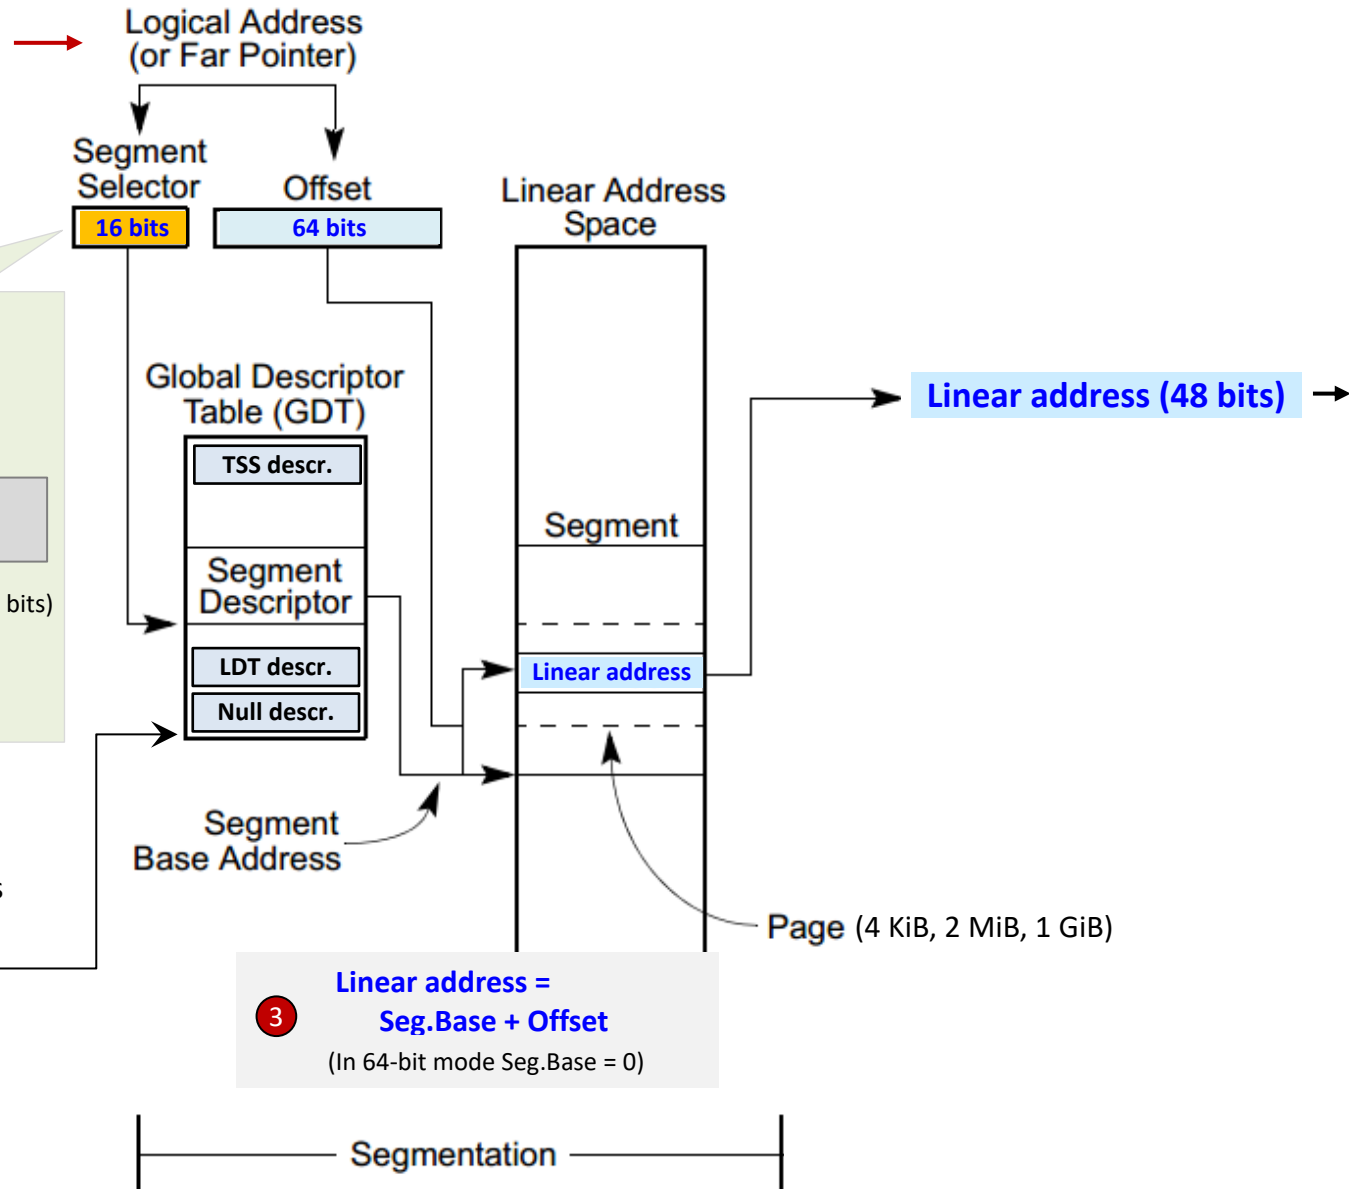 Logical Address
(or Far Pointer)
Segment
Selector
Offset
Linear Address
Space
16 bits
64 bits
Global Descriptor
Table (GDT)
Linear address (48 bits)
TSS descr.
Segment
Segment
Descriptor
bits)
LDT descr.
Linear address
Null descr.
Segment
Base Address
s
Page (4 KiB, 2 MiB, 1 GiB)
3
Linear address =
Seg.Base + Offset
(In 64-bit mode Seg.Base = 0)
Segmentation